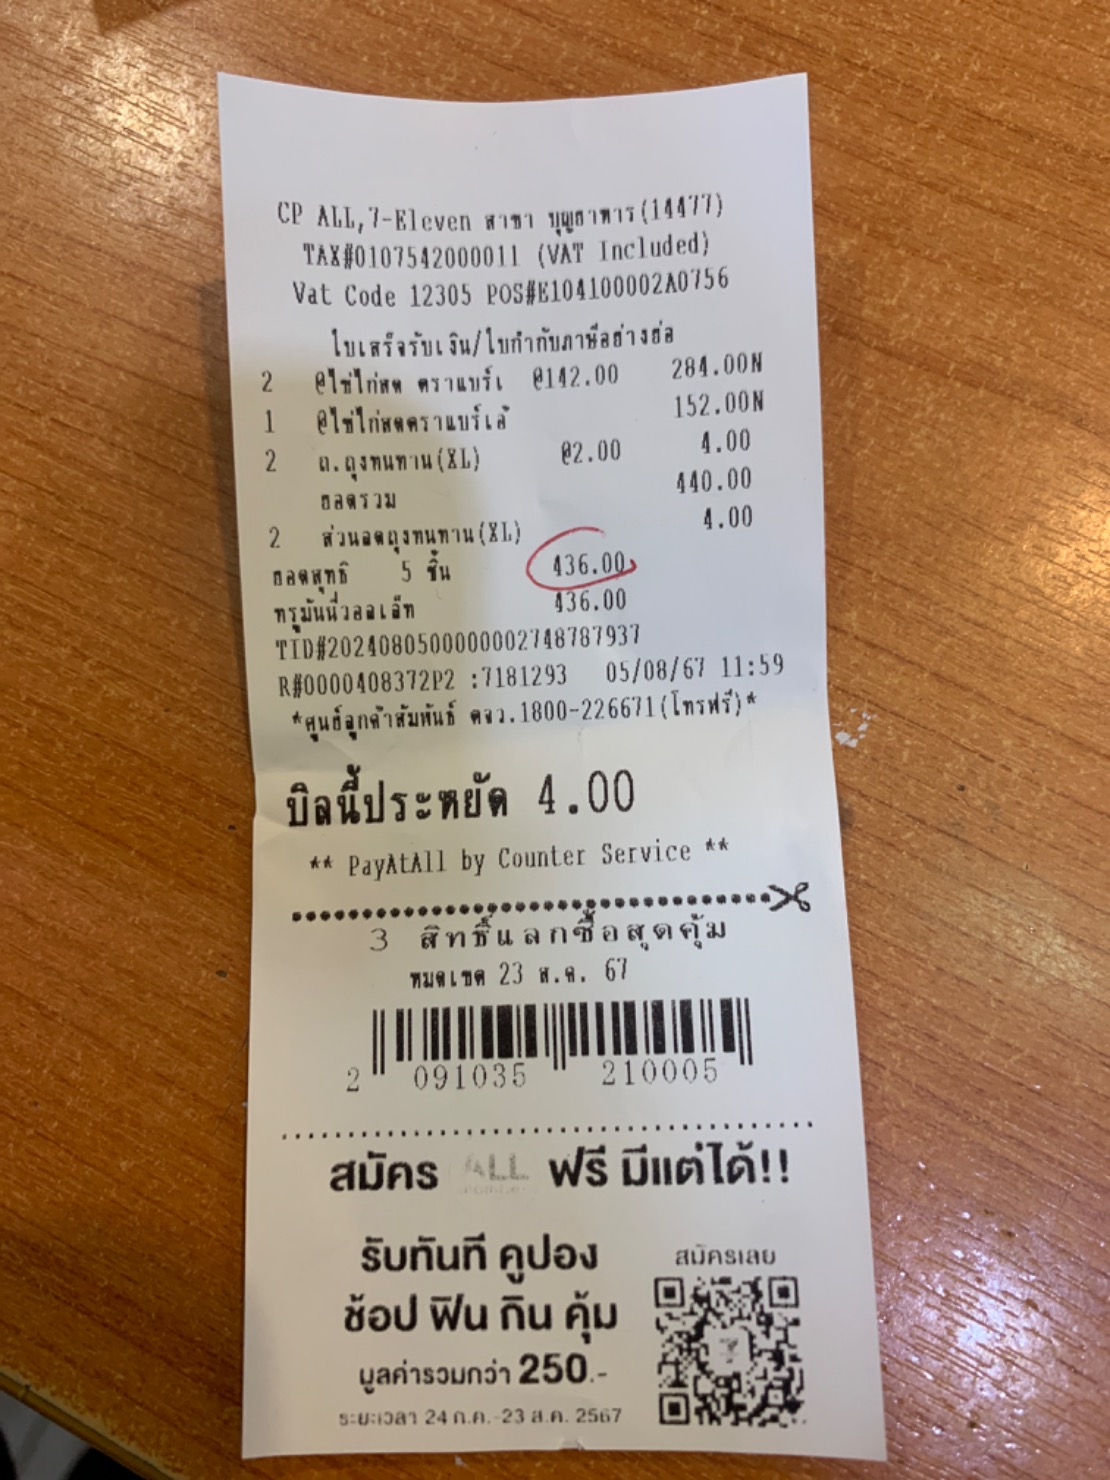 CP ALL,7-Eleven สาขา บุญธาหาร(14477)
TAX#0107542000011 (VAT Included)
Vat Code 12305 POS#E104100002A0756
ใบเสร็จรับเงิน/ใบกำกับภาษีอย่างย่อ
2 @ไข่ไก่สด ตราแบร์เ @142.00 284.00N
1 @ไข่ไก่สดตราแบร์เล้ 152.00N
2 ถ.ถุงทนทาน(XL) @2.00 4.00
ยอดรวม 440.00
2 ส่วนลดถุงทนทาน(XL) 4.00
ยอดสุทธิ 5 ชิ้น 436.00
ทรูมันนี่วอลเล็ท 436.00
TID#2024080500000002748787937
R#0000408372P2 :7181293 05/08/67 11:59
*ศูนย์ลูกค้าสัมพันธ์ ตจว.1800-226671(โทรฟรี)*
บิลนี้ประหยัด 4.00
** PayAtAll by Counter Service **
3 สิทธิ์แลกซื้อสุดคุ้ม
หมดเขต 23 ส.ค. 67
2 091035 210005
สมัคร ALL ฟรี มีแต่ได้!!
รับทันที คูปอง
ช้อป ฟิน กิน คุ้ม
มูลค่ารวมกว่า 250.-
ระยะเวลา 24 ก.ค.-23 ส.ค. 2567
สมัครเลย